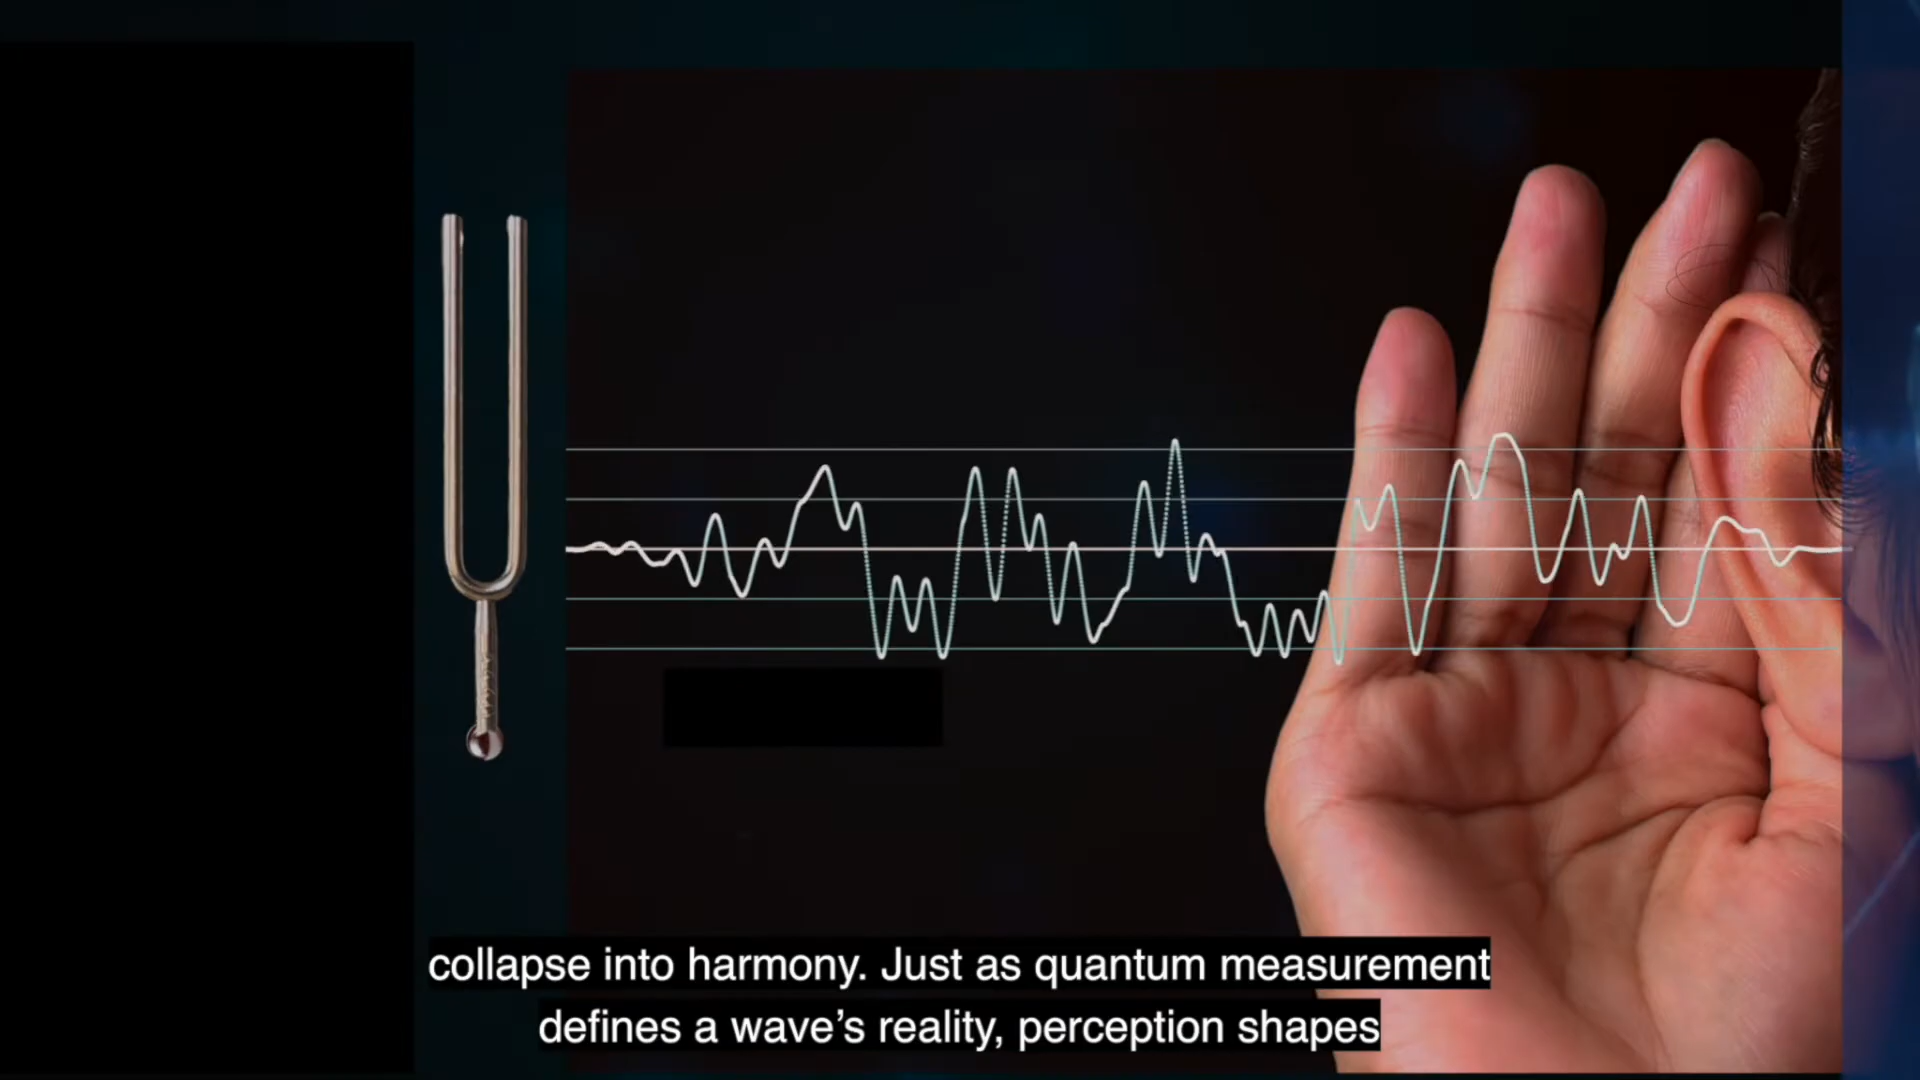 collapse into harmony. Just as quantum measurement
defines a wave’s reality, perception shapes